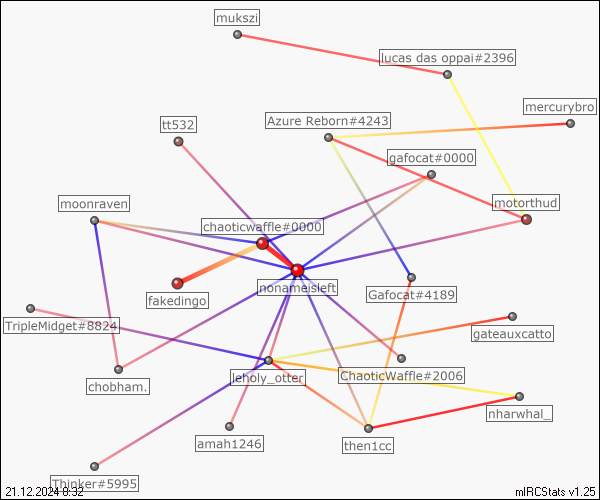 mukszi
lucas das oppai#2396
mercurybro
Azure Reborn#4243
tt532
gafocat#0000
motorthud
moonraven
chaoticwaffle#0000
nonameisleft
fakedingo
Gafocat#4189
TripleMidget#8824
gateauxcatto
leholy_otter
ChaoticWaffle#2006
chobham.
nharwhal_
amah1246
then1cc
Thinker#5995
21.12.2024 8:32
mIRCStats v1.25